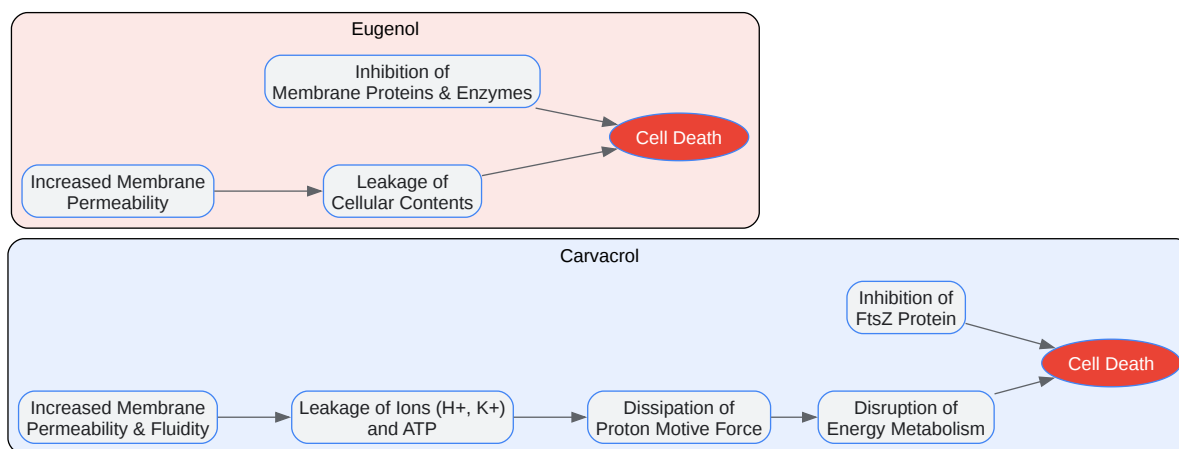 Eugenol
Inhibition of
Membrane Proteins & Enzymes
Cell Death
Increased Membrane
Permeability
Leakage of
Cellular Contents
Carvacrol
Inhibition of
FtsZ Protein
Cell Death
Increased Membrane
Permeability & Fluidity
Leakage of Ions (H+, K+)
and ATP
Dissipation of
Proton Motive Force
Disruption of
Energy Metabolism